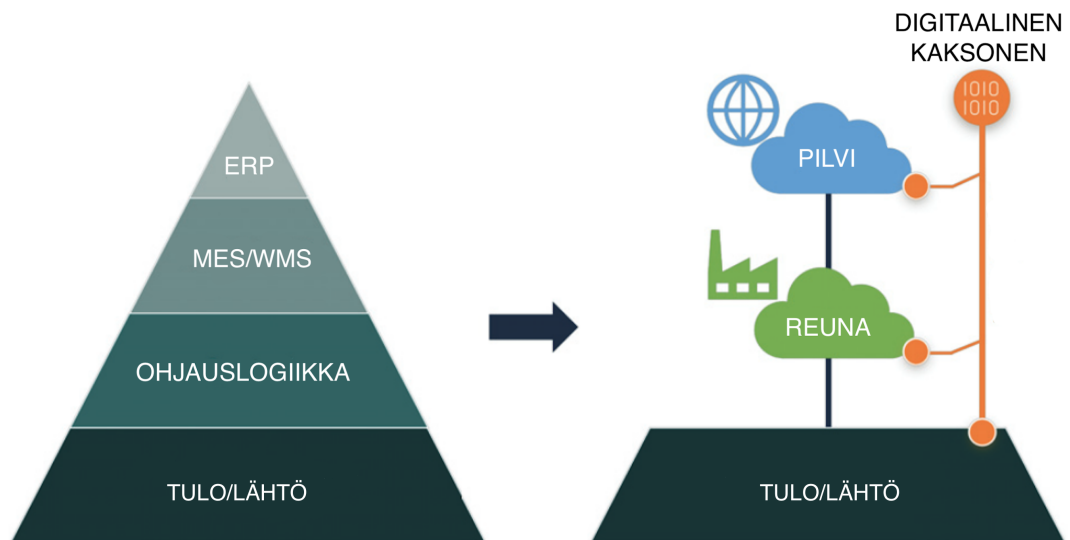 ERP
MES/WMS
OHJAUSLOGIIKKA
TULO/LÄHTÖ
DIGITAALINEN
KAKSONEN
1010
1010
PILVI
REUNA
TULO/LÄHTÖ